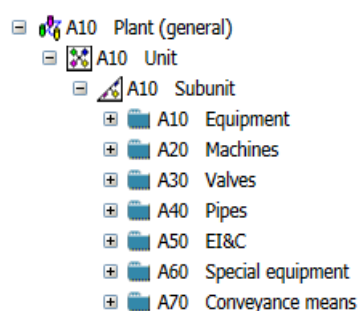 A10 Plant (general)
A10 Unit
A10 Subunit
A10 Equipment
A20 Machines
A30 Valves
A40 Pipes
A50 EI&C
A60 Special equipment
A70 Conveyance means